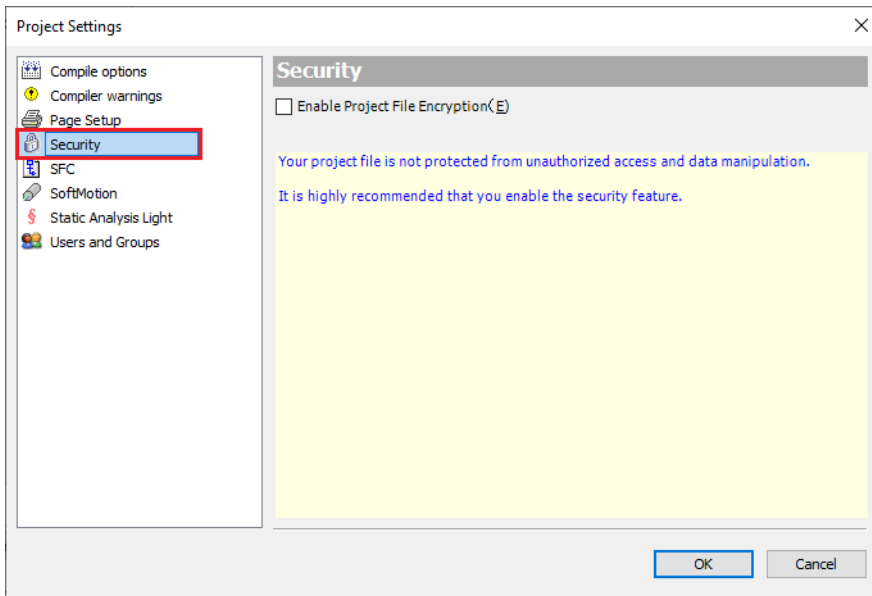 Project Settings
Compile options
Compiler warnings
Page Setup
Security
SFC
SoftMotion
Static Analysis Light
Users and Groups
Security
Enable Project File Encryption(E)
Your project file is not protected from unauthorized access and data manipulation.
It is highly recommended that you enable the security feature.
OK
Cancel